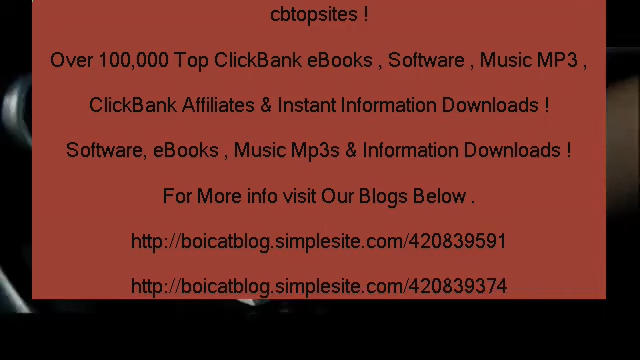 cbtopsites !
Over 100,000 Top ClickBank eBooks , Software , Music MP3 ,
ClickBank Affiliates & Instant Information Downloads !
Software, eBooks , Music Mp3s & Information Downloads !
For More info visit Our Blogs Below .
http://boicatblog.simplesite.com/420839591
http://boicatblog.simplesite.com/420839374